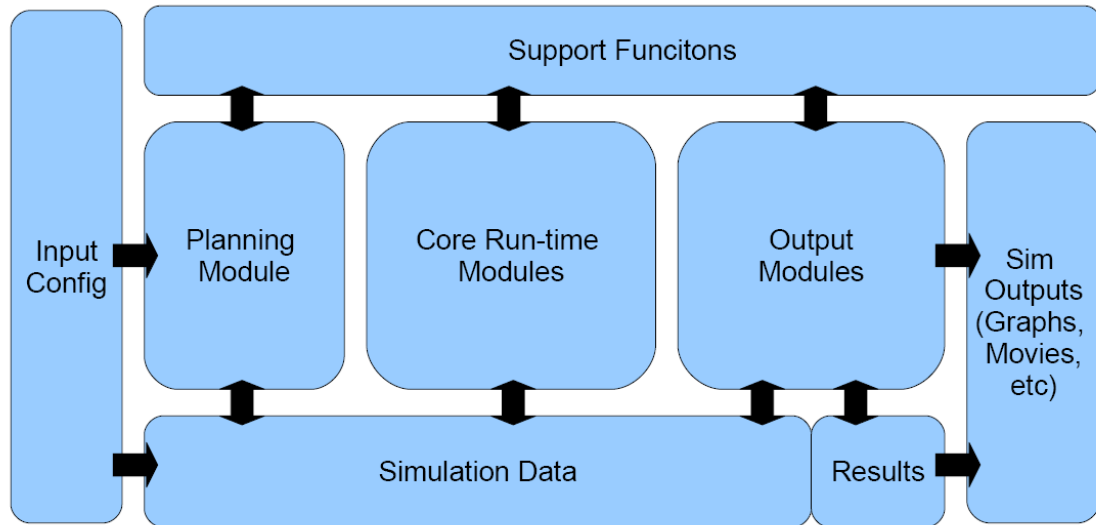 Support Funcitons
Input
Config
Planning
Module
Core Run-time
Modules
Output
Modules
Sim
Outputs
(Graphs,
Movies,
etc)
Simulation Data
Results